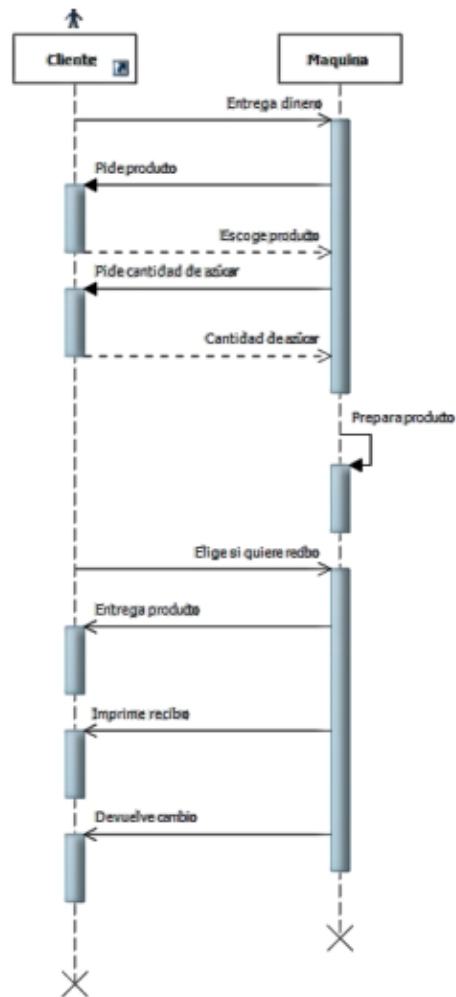 Cliente
Maquina
Entrega dinero
Pide producto
Escoge producto
Pide cantidad de azúcar
Cantidad de azúcar
Prepara producto
Elige si quiere recibo
Entrega producto
Imprime recibo
Devuelve cambio